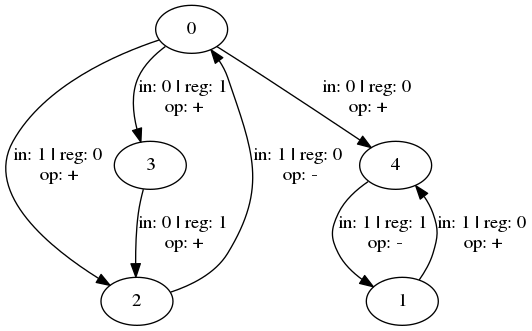 0
in: 0 | reg: 1
op: +
in: 0 | reg: 0
op: +
in: 1 | reg: 0
op: +
3
in: 1 | reg: 0
op: -
4
in: 0 | reg: 1
op: +
in: 1 | reg: 1
op: -
in: 1 | reg: 0
op: +
2
1